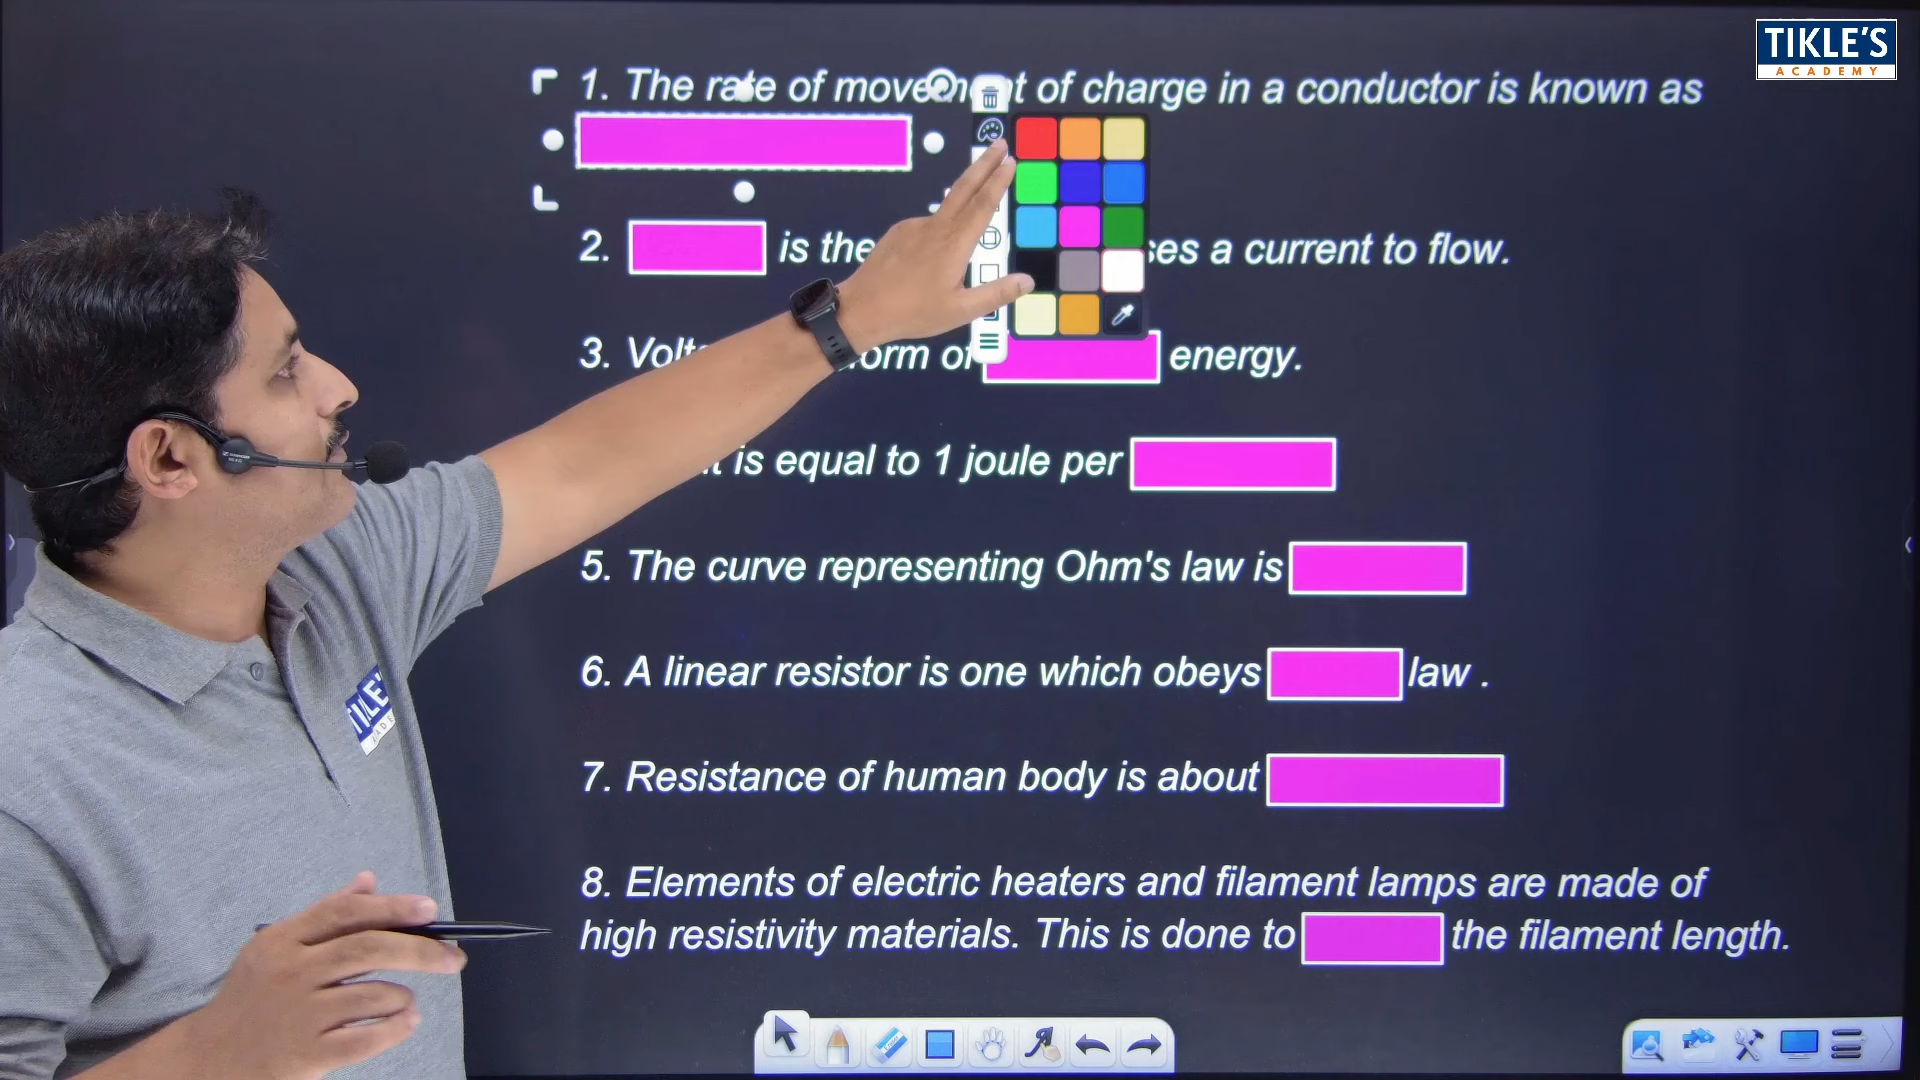 TIKLE'S
ACADEMY
1. The rate of movement of charge in a conductor is known as
2. is the ses a current to flow.
3. Volt orm of energy.
is equal to 1 joule per
5. The curve representing Ohm's law is
6. A linear resistor is one which obeys law .
7. Resistance of human body is about
8. Elements of electric heaters and filament lamps are made of
high resistivity materials. This is done to the filament length.